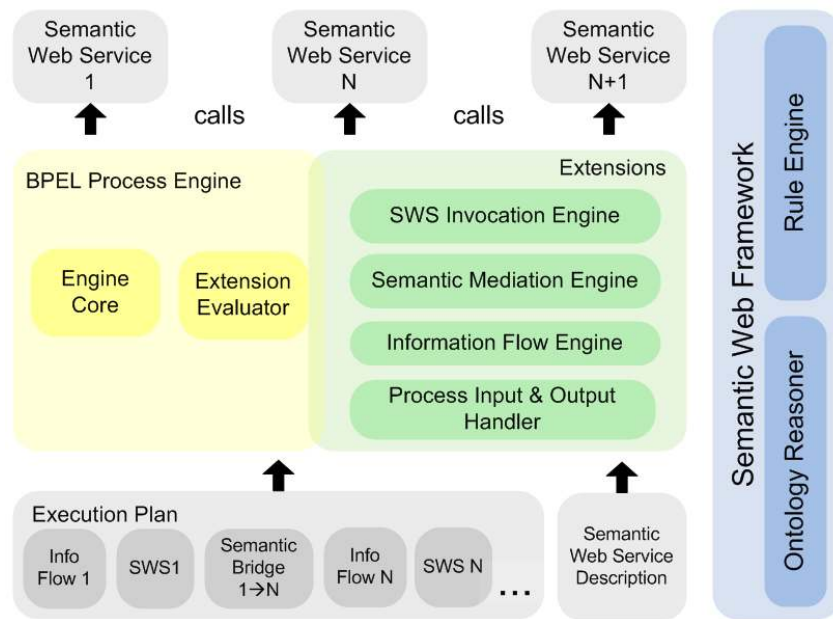 Semantic
Web Service
1
Semantic
Web Service
N
Semantic
Web Service
N+1
calls
calls
BPEL Process Engine
Extensions
Engine
Core
Extension
Evaluator
SWS Invocation Engine
Semantic Mediation Engine
Information Flow Engine
Process Input & Output
Handler
Execution Plan
Info
Flow 1
SWS1
Semantic
Bridge
1→N
Info
Flow N
SWS N
...
Semantic
Web Service
Description
Semantic Web Framework
Rule Engine
Ontology Reasoner